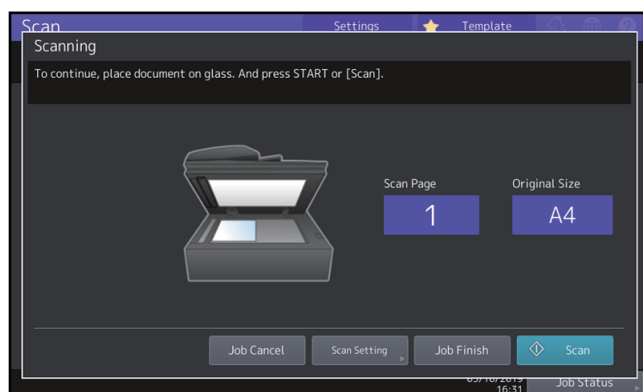 Scan
Settings
Template
Scanning
To continue, place document on glass. And press START or [Scan].
Scan Page
Original Size
1
A4
Job Cancel
Scan Setting
Job Finish
Scan
16:31
Job Status